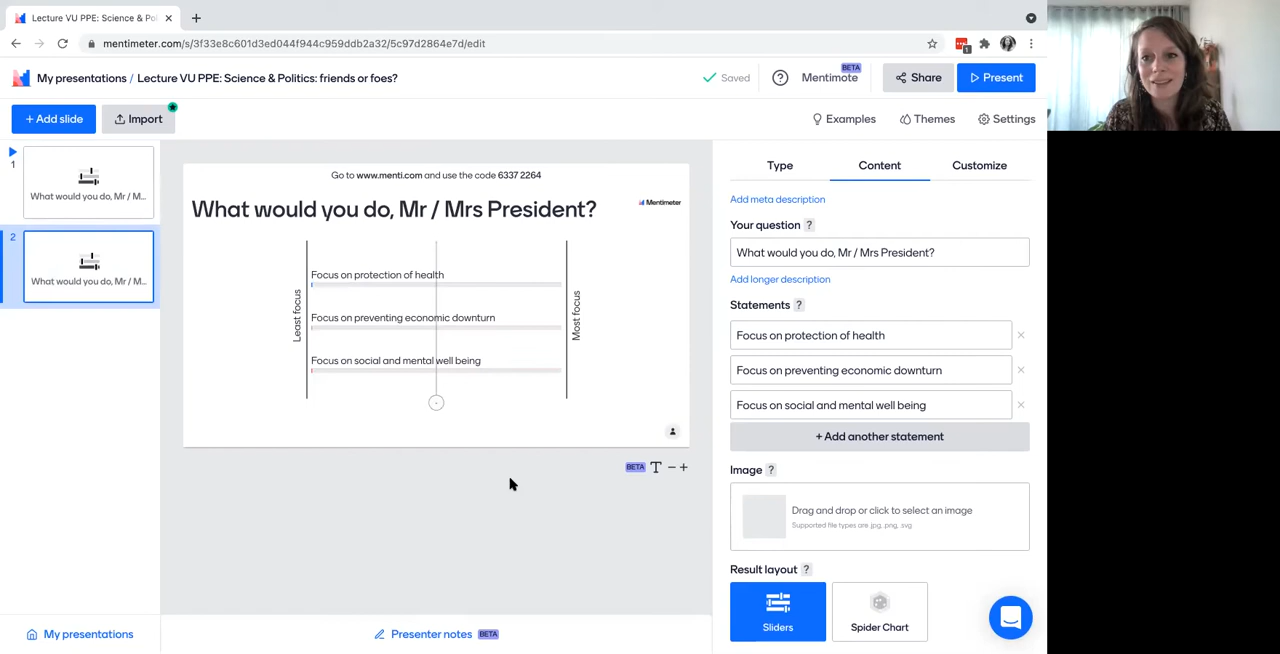 Lecture VU PPE: Science & Pol
mentimeter.com/s/3f33e8c601d3ed044f944c959ddb2a32/5c97d2864e7d/edit
1
My presentations / Lecture VU PPE: Science & Politics: friends or foes?
Saved
?
Mentimote
BETA
Share
Present
+ Add slide
Import
Examples
Themes
Settings
1
What would you do, Mr / M...
2
What would you do, Mr / M...
Go to www.menti.com and use the code 6337 2264
What would you do, Mr / Mrs President?
Mentimeter
Least focus
Focus on protection of health
Focus on preventing economic downturn
Focus on social and mental well being
Most focus
BETA T − +
Type
Content
Customize
Add meta description
Your question ?
What would you do, Mr / Mrs President?
Add longer description
Statements ?
Focus on protection of health
Focus on preventing economic downturn
Focus on social and mental well being
+ Add another statement
Image ?
Drag and drop or click to select an image
Supported file types are .jpg, .png, .svg
Result layout ?
Sliders
Spider Chart
My presentations
Presenter notes BETA